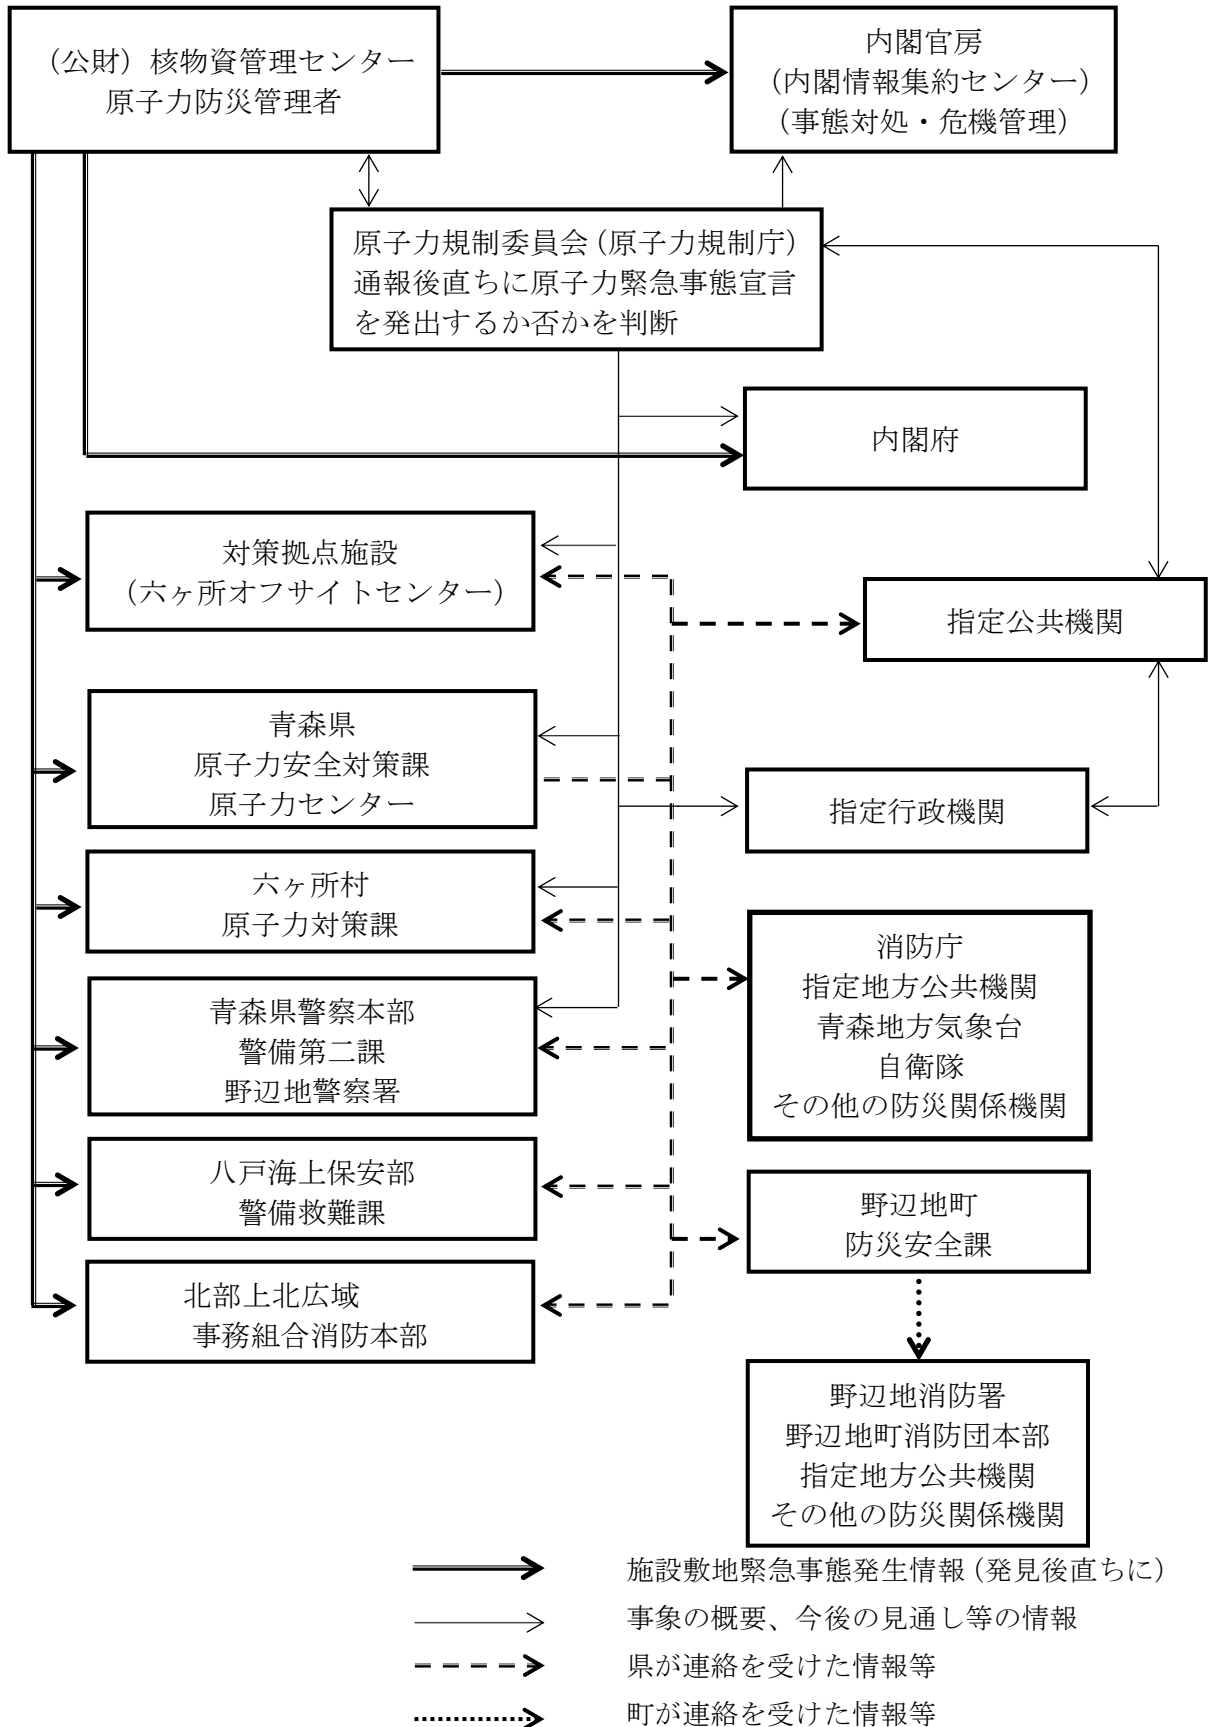 （公財）核物資管理センター
原子力防災管理者
内閣官房
（内閣情報集約センター）
（事態対処・危機管理）
原子力規制委員会（原子力規制庁）
通報後直ちに原子力緊急事態宣言
を発出するか否かを判断
内閣府
対策拠点施設
（六ヶ所オフサイトセンター）
指定公共機関
青森県
原子力安全対策課
原子力センター
指定行政機関
六ヶ所村
原子力対策課
消防庁
指定地方公共機関
青森地方気象台
自衛隊
その他の防災関係機関
青森県警察本部
警備第二課
野辺地警察署
八戸海上保安部
警備救難課
野辺地町
防災安全課
北部上北広域
事務組合消防本部
野辺地消防署
野辺地町消防団本部
指定地方公共機関
その他の防災関係機関
施設敷地緊急事態発生情報（発見後直ちに）
事象の概要、今後の見通し等の情報
県が連絡を受けた情報等
町が連絡を受けた情報等